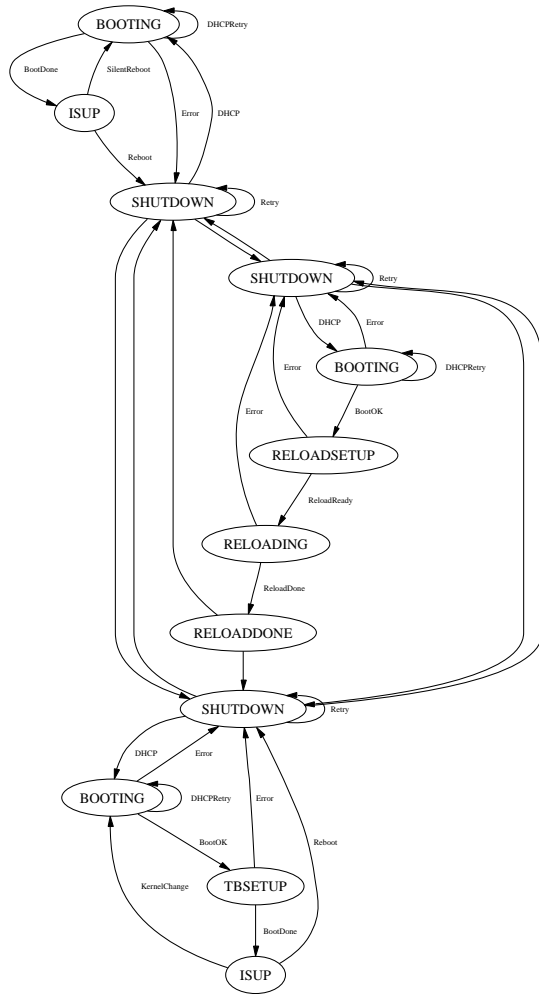 BOOTING
DHCPRetry
BootDone
SilentReboot
ISUP
Error
DHCP
Reboot
SHUTDOWN
Retry
SHUTDOWN
Retry
DHCP
Error
Error
BOOTING
DHCPRetry
Error
BootOK
RELOADSETUP
ReloadReady
RELOADING
ReloadDone
RELOADDONE
SHUTDOWN
Retry
DHCP
Error
BOOTING
DHCPRetry
Error
BootOK
Reboot
KernelChange
TBSETUP
BootDone
ISUP